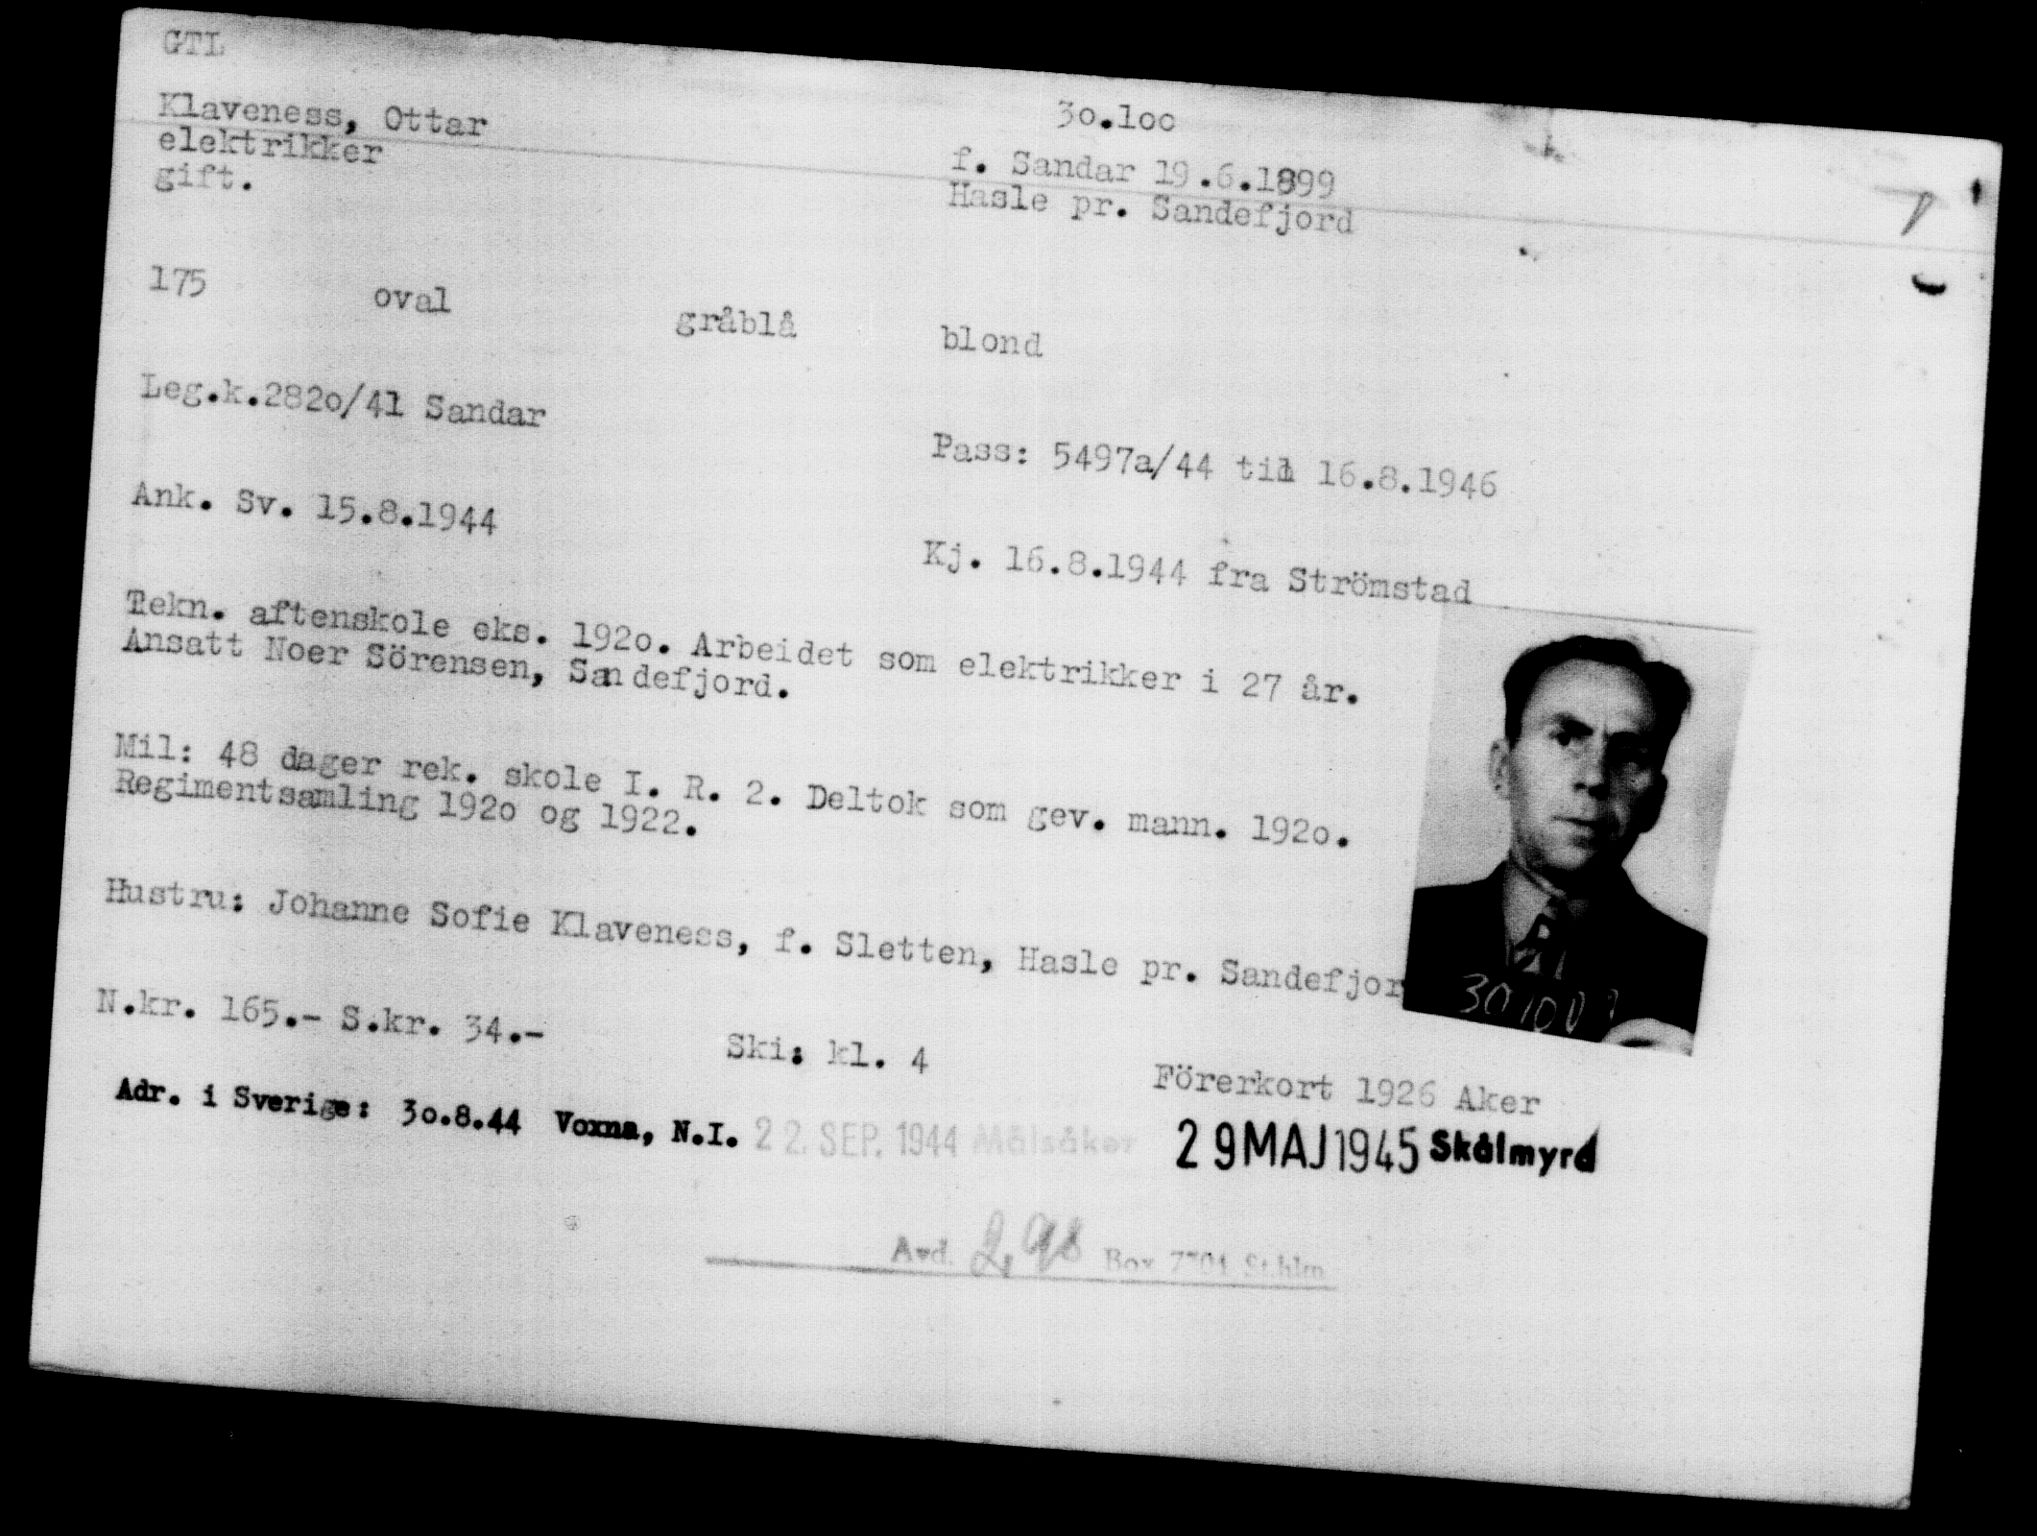 GTL
Klaveness, Ottar 30.100
elektrikker f. Sandar 19.6.1899
gift. Hasle pr. Sandefjord
175 oval gråblå blond
Leg.k.2820/41 Sandar Pass: 5497a/44 til 16.8.1946
Ank. Sv. 15.8.1944 Kj. 16.8.1944 fra Strömstad
Tekn. aftenskole eks. 1920. Arbeidet som elektrikker i 27 år.
Ansatt Noer Sörensen, Sandefjord.
Mil: 48 dager rek. skole I. R. 2. Deltok som gev. mann. 1920.
Regimentsamling 1920 og 1922.
Hustru: Johanne Sofie Klaveness, f. Sletten, Hasle pr. Sandefjor
30100
N.kr. 165.- S.kr. 34.- Ski: kl. 4 Förerkort 1926 Aker
Adr. i Sverige: 30.8.44 Voxna, N.I. 22. SEP. 1944 Målsåker 29 MAJ 1945 Skålmyra
Avd. Box Sthlm